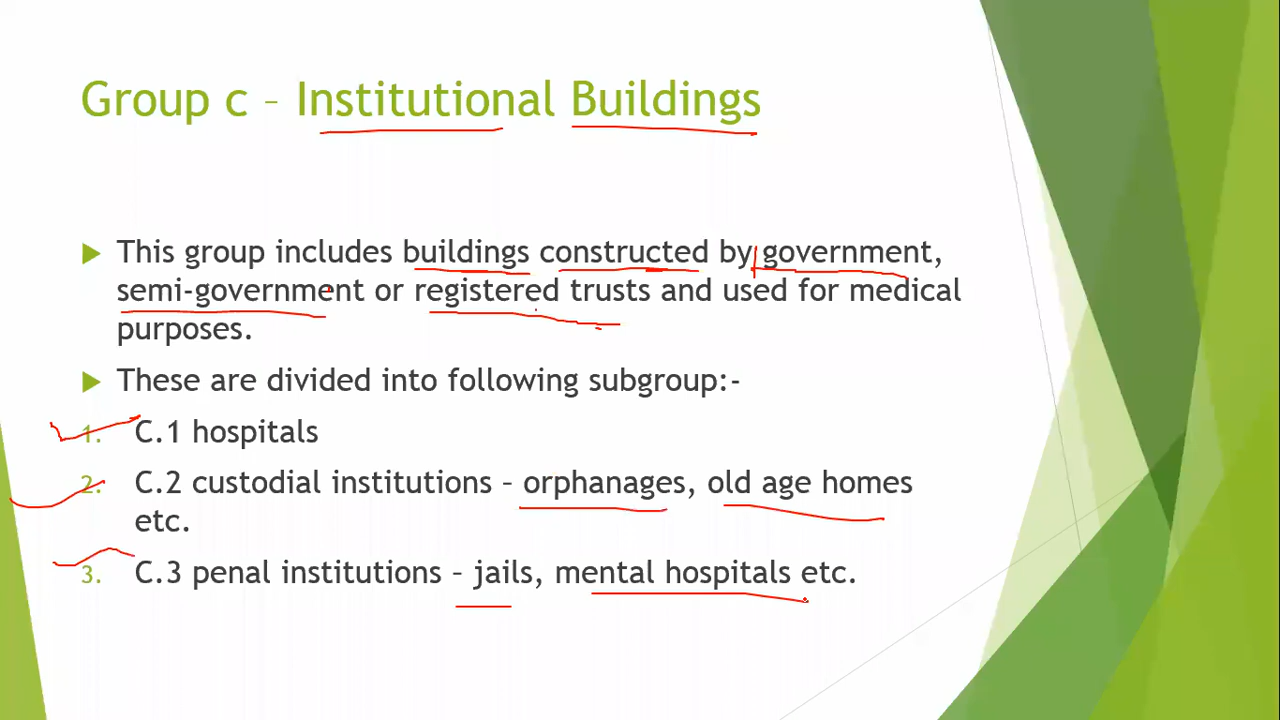 Group c – Institutional Buildings
This group includes buildings constructed by government,
semi-government or registered trusts and used for medical
purposes.
These are divided into following subgroup:-
1. C.1 hospitals
2. C.2 custodial institutions – orphanages, old age homes
etc.
3. C.3 penal institutions – jails, mental hospitals etc.